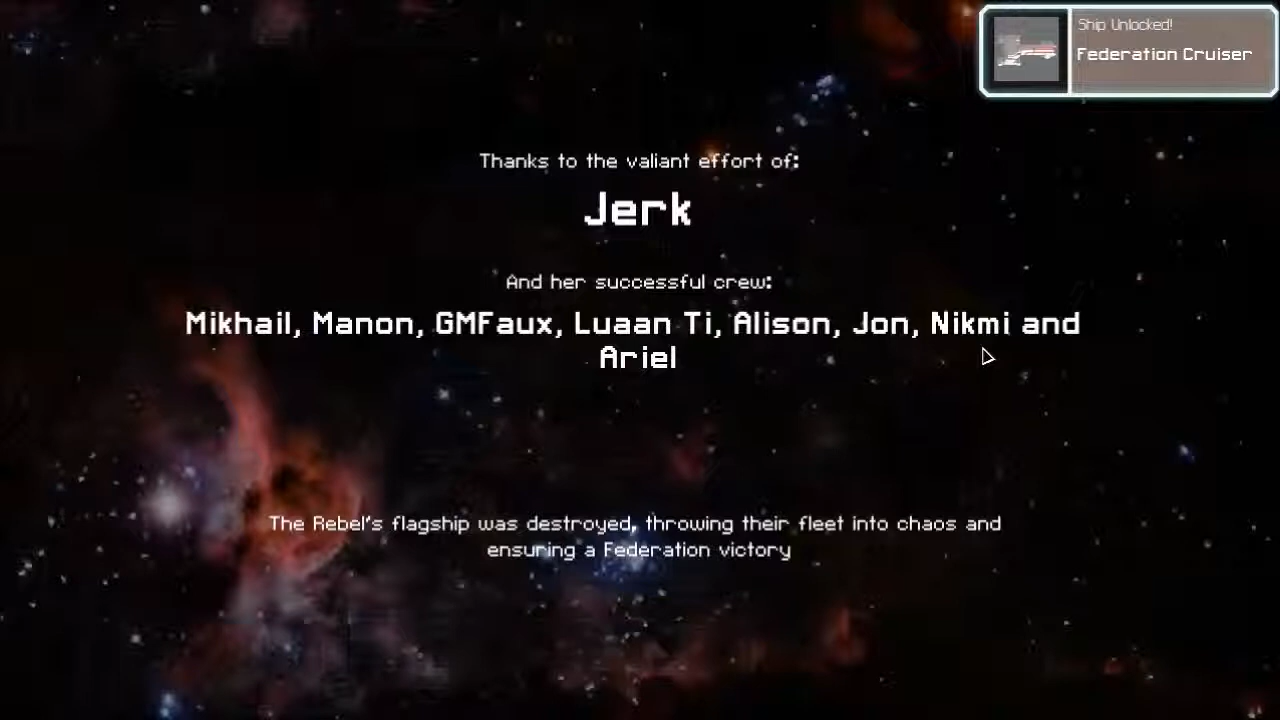 Ship Unlocked!
Federation Cruiser
Thanks to the valiant effort of:
Jerk
And her successful crew:
Mikhail, Manon, GMFaux, Luaan Ti, Alison, Jon, Nikmi and
Ariel
The Rebel's flagship was destroyed, throwing their fleet into chaos and
ensuring a Federation victory